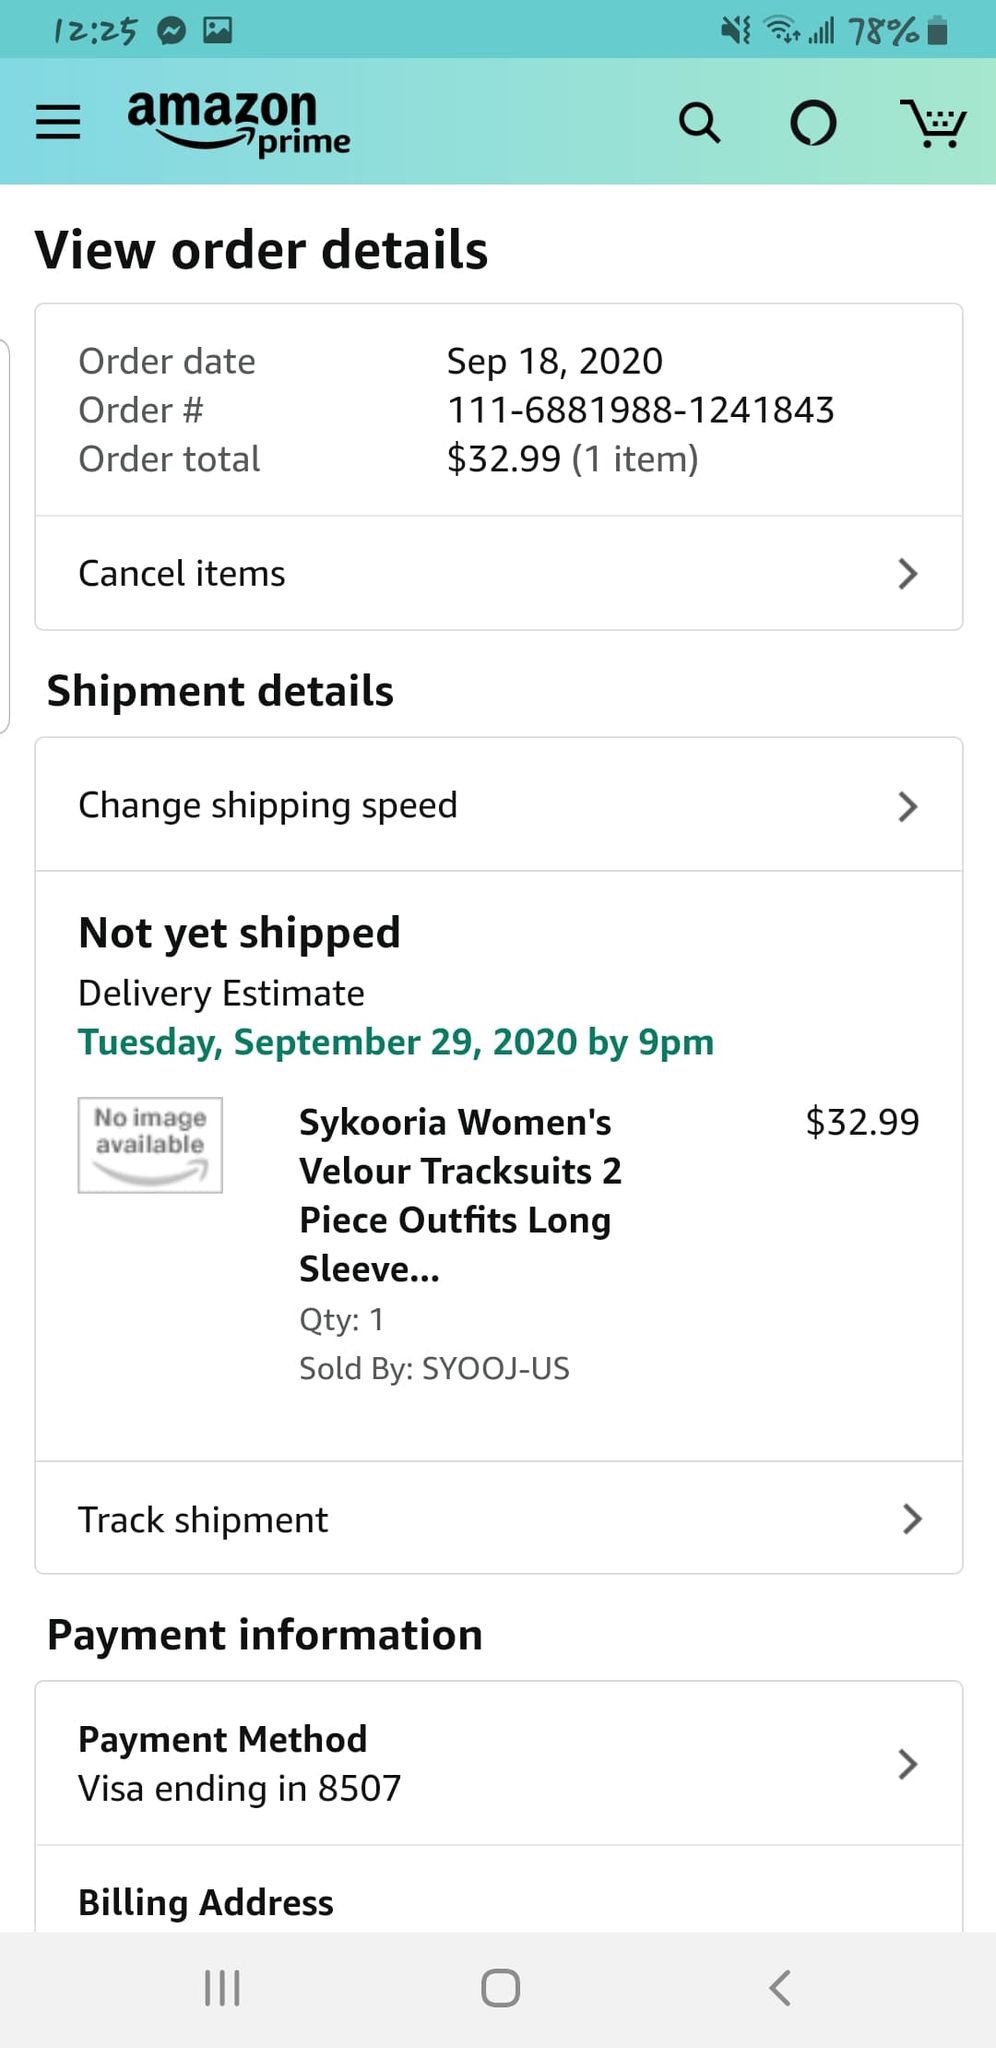 12:25 78%
amazon
prime
View order details
Order date Sep 18, 2020
Order # 111-6881988-1241843
Order total $32.99 (1 item)
Cancel items
Shipment details
Change shipping speed
Not yet shipped
Delivery Estimate
Tuesday, September 29, 2020 by 9pm
No image
available
Sykooria Women's $32.99
Velour Tracksuits 2
Piece Outfits Long
Sleeve...
Qty: 1
Sold By: SYOOJ-US
Track shipment
Payment information
Payment Method
Visa ending in 8507
Billing Address